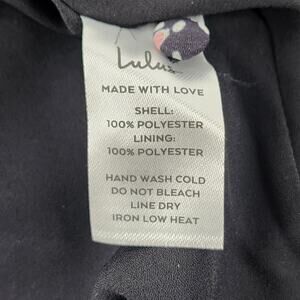 Lulus
MADE WITH LOVE
SHELL:
100% POLYESTER
LINING:
100% POLYESTER
HAND WASH COLD
DO NOT BLEACH
LINE DRY
IRON LOW HEAT